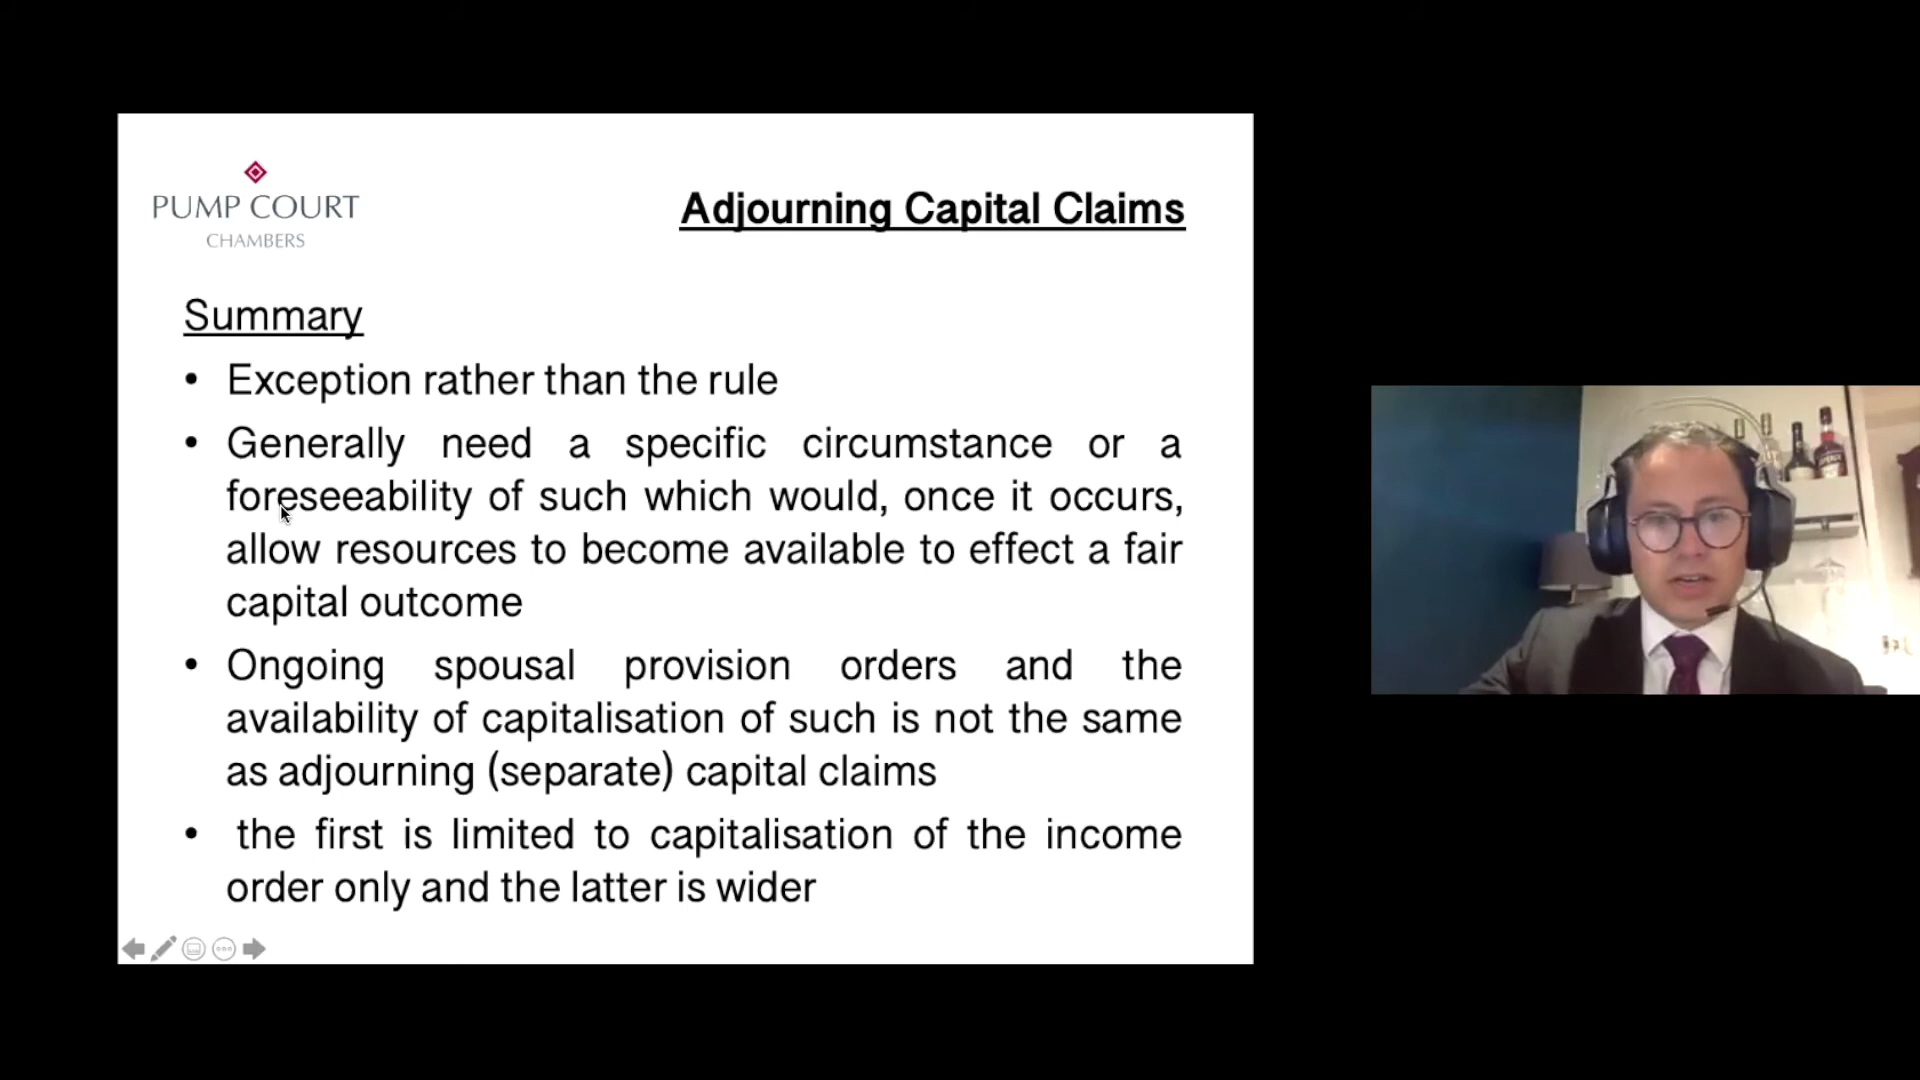 PUMP COURT
CHAMBERS
Adjourning Capital Claims
Summary
• Exception rather than the rule
• Generally need a specific circumstance or a
foreseeability of such which would, once it occurs,
allow resources to become available to effect a fair
capital outcome
• Ongoing spousal provision orders and the
availability of capitalisation of such is not the same
as adjourning (separate) capital claims
• the first is limited to capitalisation of the income
order only and the latter is wider